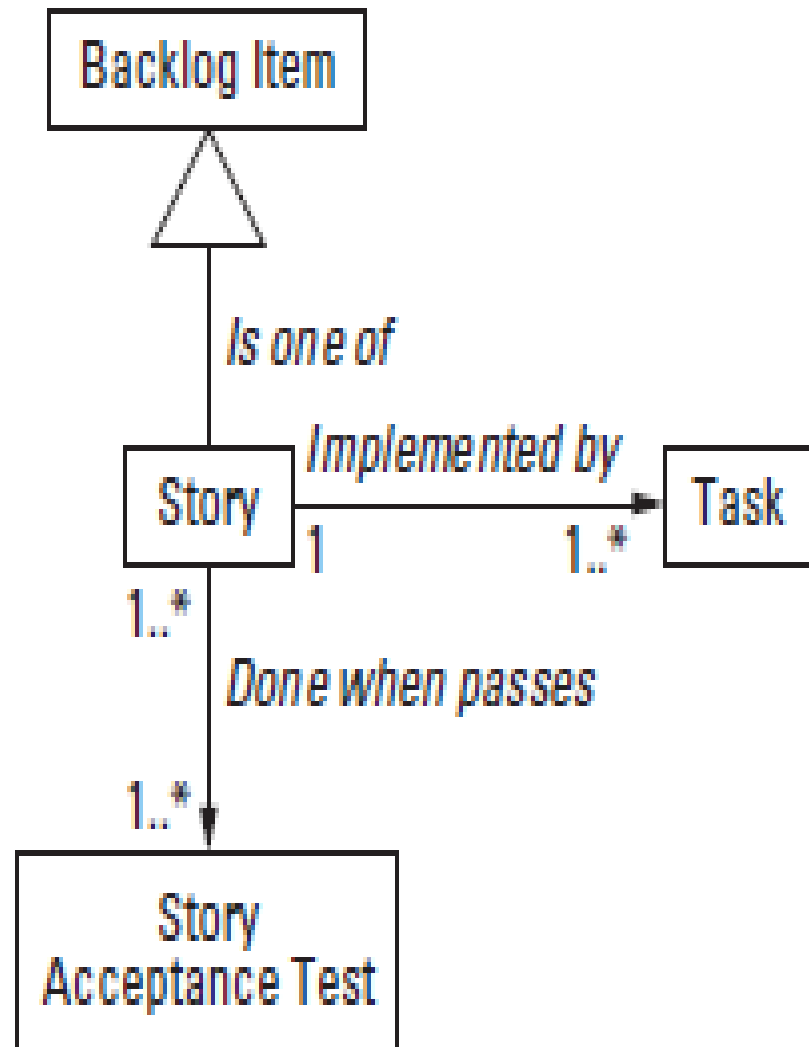 Backlog Item
Is one of
Implemented by
Story
Task
1
1..*
1..*
Done when passes
1..*
Story
Acceptance Test